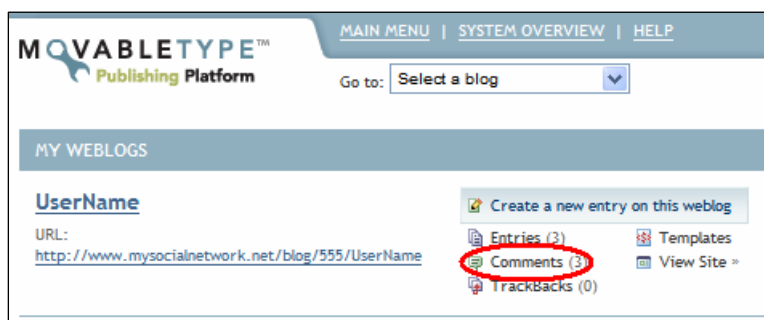 MAIN MENU | SYSTEM OVERVIEW | HELP
MOVABLETYPE™
Publishing Platform
Go to: Select a blog
MY WEBLOGS
UserName
URL:
http://www.mysocialnetwork.net/blog/555/UserName
Create a new entry on this weblog
Entries (3) Templates
Comments (3) View Site »
TrackBacks (0)